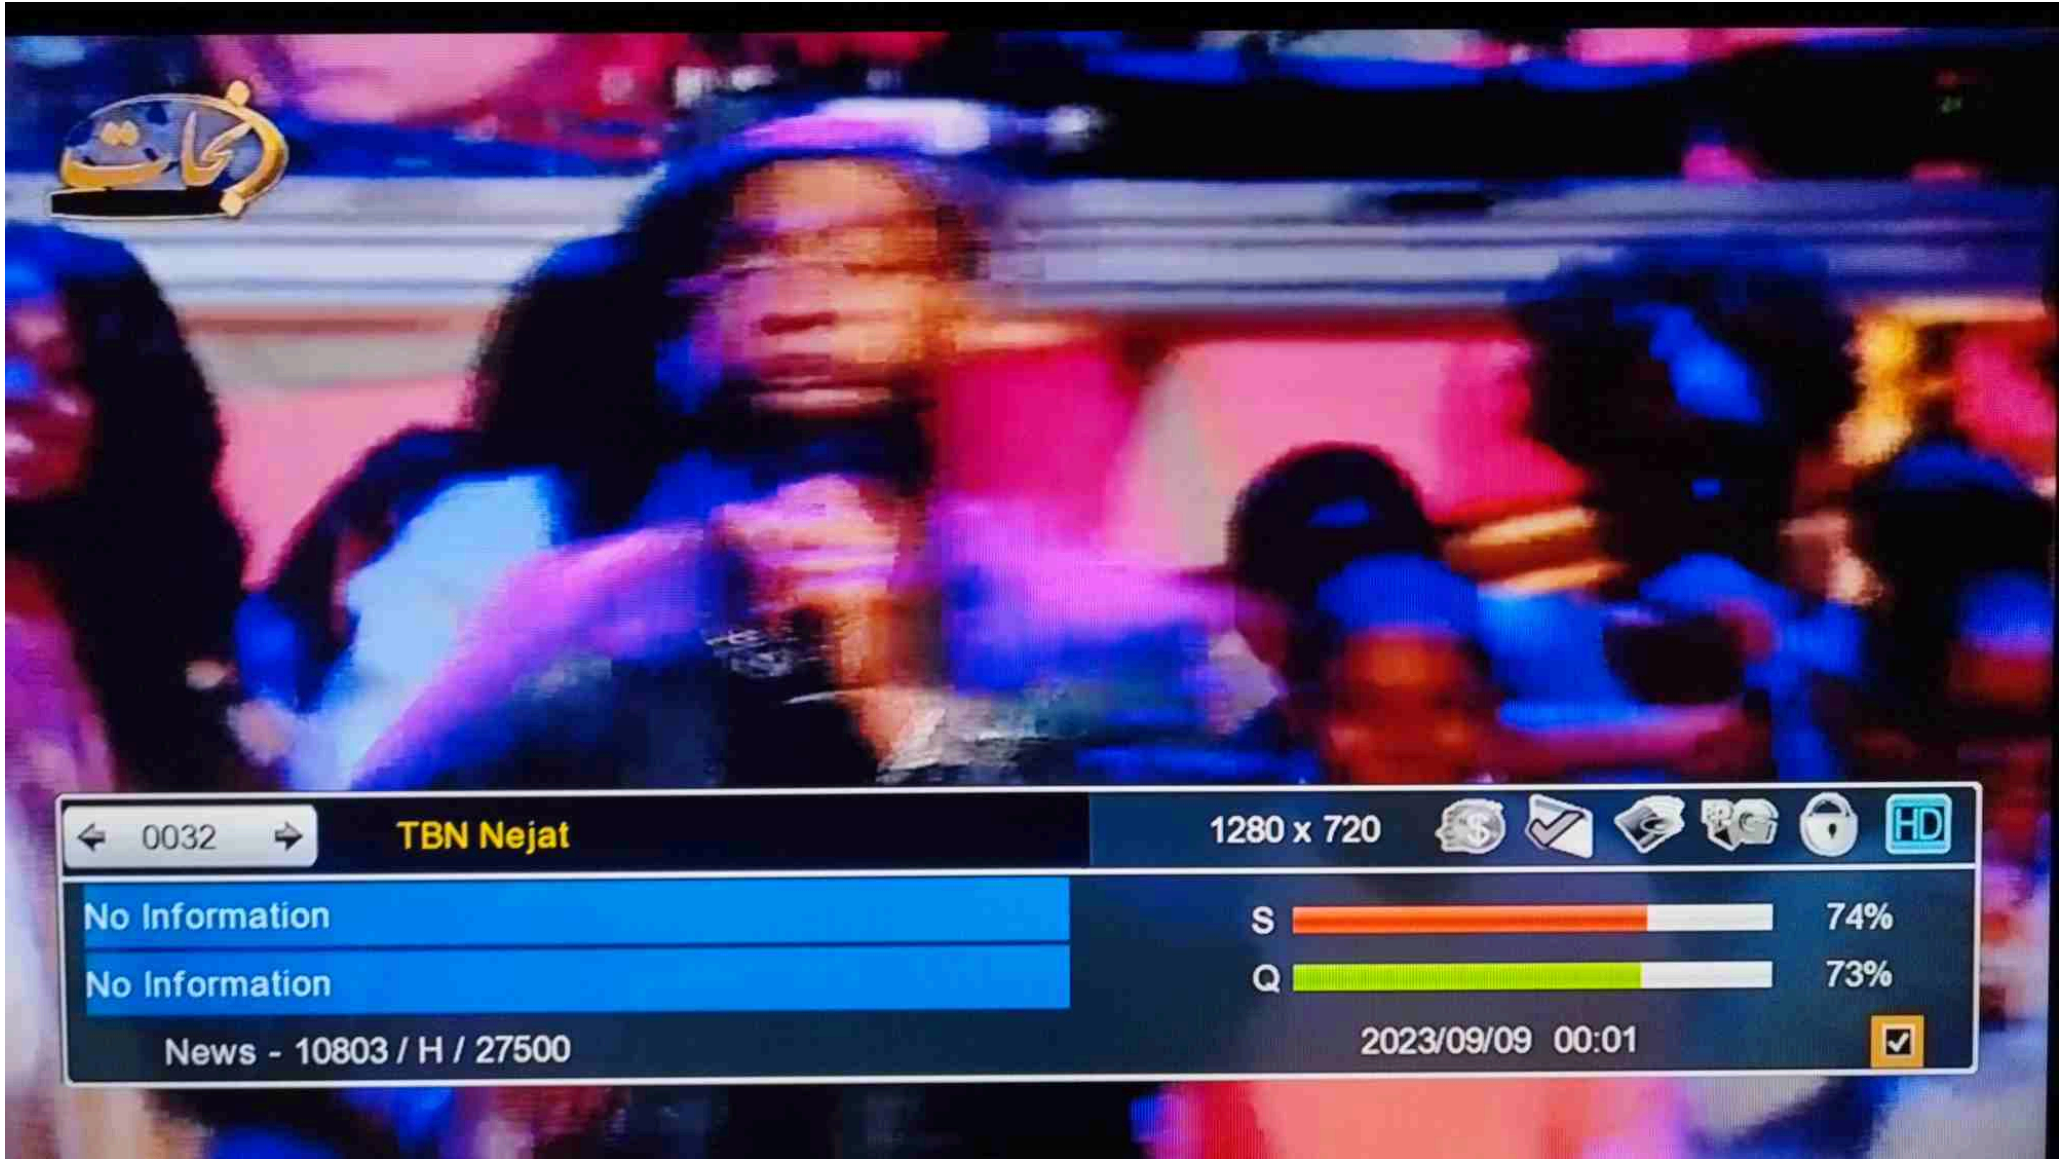 نجات
0032 TBN Nejat 1280 x 720 HD
No Information
S 74%
No Information
Q 73%
News - 10803 / H / 27500 2023/09/09 00:01